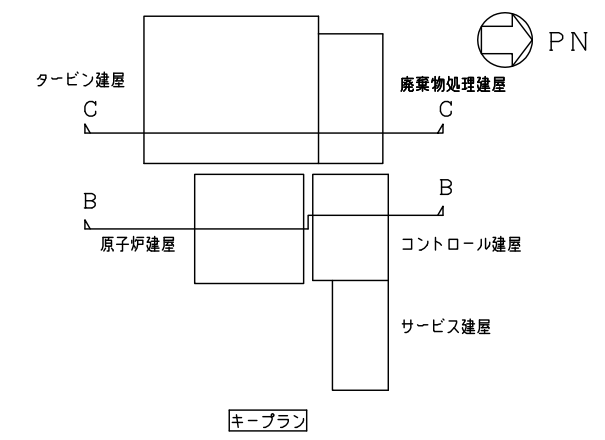 PN
タービン建屋
廃棄物処理建屋
C
C
B
B
原子炉建屋
コントロール建屋
サービス建屋
キープラン